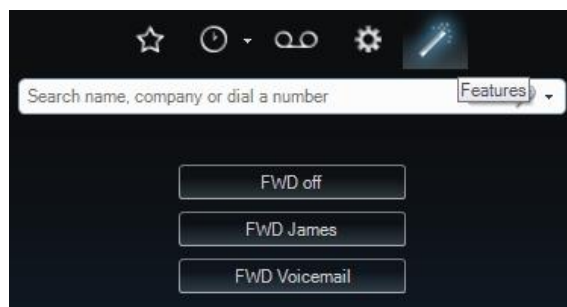 Search name, company or dial a number
Features
FWD off
FWD James
FWD Voicemail